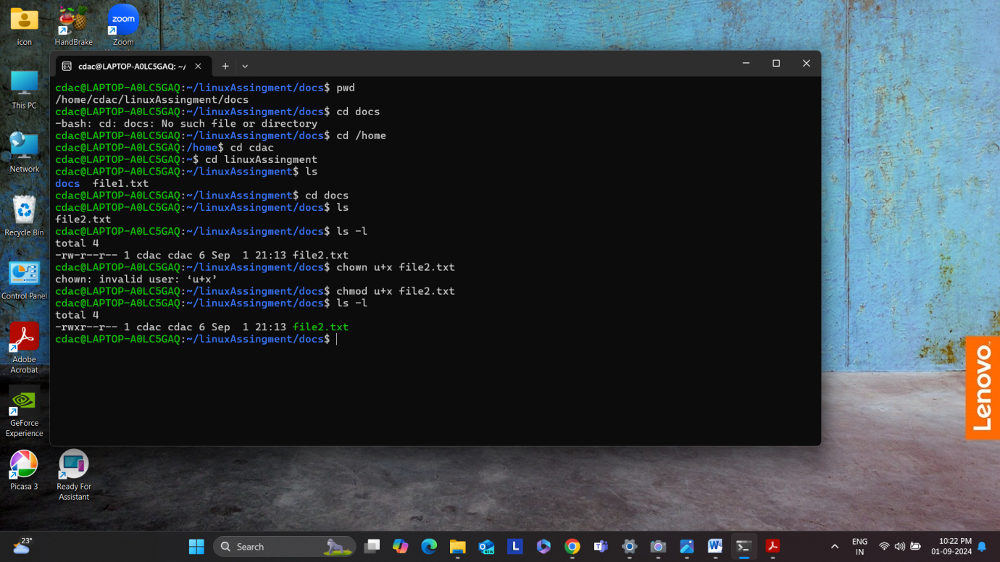 icon
HandBrake
zoom
Zoom
This PC
Network
Recycle Bin
Control Panel
Adobe
Acrobat
GeForce
Experience
Picasa 3
Ready For
Assistant
cdac@LAPTOP-A0LC5GAQ: ~/
cdac@LAPTOP-A0LC5GAQ:~/linuxAssingment/docs$ pwd
/home/cdac/linuxAssingment/docs
cdac@LAPTOP-A0LC5GAQ:~/linuxAssingment/docs$ cd docs
-bash: cd: docs: No such file or directory
cdac@LAPTOP-A0LC5GAQ:~/linuxAssingment/docs$ cd /home
cdac@LAPTOP-A0LC5GAQ:/home$ cd cdac
cdac@LAPTOP-A0LC5GAQ:~$ cd linuxAssingment
cdac@LAPTOP-A0LC5GAQ:~/linuxAssingment$ ls
docs  file1.txt
cdac@LAPTOP-A0LC5GAQ:~/linuxAssingment$ cd docs
cdac@LAPTOP-A0LC5GAQ:~/linuxAssingment/docs$ ls
file2.txt
cdac@LAPTOP-A0LC5GAQ:~/linuxAssingment/docs$ ls -l
total 4
-rw-r--r-- 1 cdac cdac 6 Sep  1 21:13 file2.txt
cdac@LAPTOP-A0LC5GAQ:~/linuxAssingment/docs$ chown u+x file2.txt
chown: invalid user: ‘u+x’
cdac@LAPTOP-A0LC5GAQ:~/linuxAssingment/docs$ chmod u+x file2.txt
cdac@LAPTOP-A0LC5GAQ:~/linuxAssingment/docs$ ls -l
total 4
-rwxr--r-- 1 cdac cdac 6 Sep  1 21:13 file2.txt
cdac@LAPTOP-A0LC5GAQ:~/linuxAssingment/docs$
Lenovo
23°
Search
ENG
IN
10:22 PM
01-09-2024